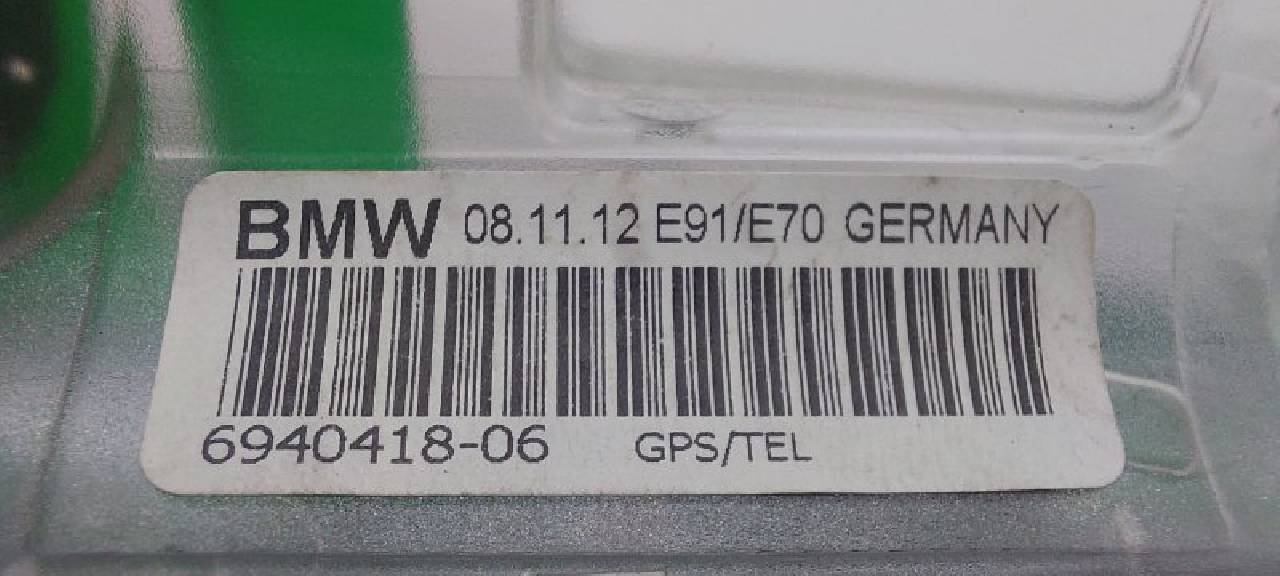 BMW 08.11.12 E91/E70 GERMANY
6940418-06 GPS/TEL